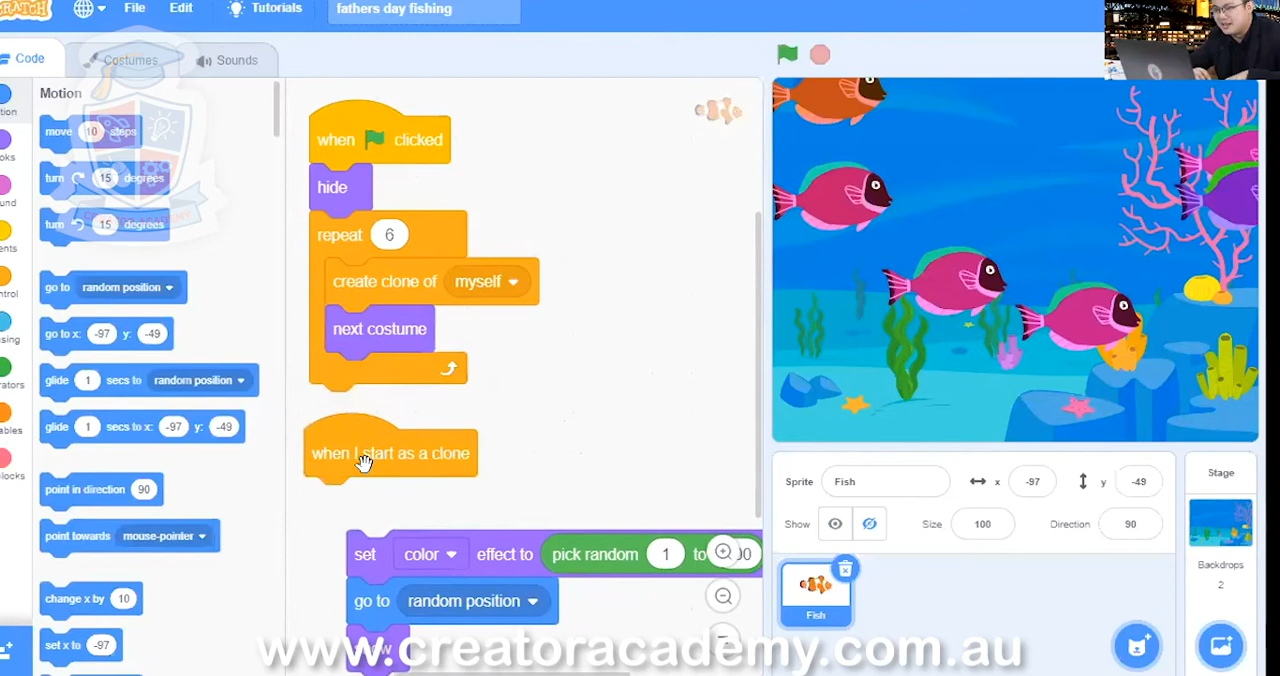 SCRATCH
File Edit Tutorials fathers day fishing
Code Costumes Sounds
Motion
move 10 steps
turn 15 degrees
turn 15 degrees
go to random position
go to x: -97 y: -49
glide 1 secs to random position
glide 1 secs to x: -97 y: -49
point in direction 90
point towards mouse-pointer
change x by 10
set x to -97
when clicked
hide
repeat 6
create clone of myself
next costume
when I start as a clone
set color effect to pick random 1 to
go to random position
Sprite Fish x -97 y -49
Show Size 100 Direction 90
Fish
Stage
Backdrops
2
www.creatoracademy.com.au